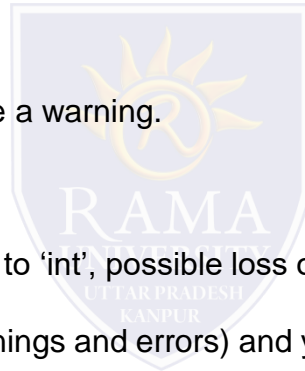 e a warning.
RAMA
UNIVERSITY
to ‘int’, possible loss o
UTTAR PRADESH
KANPUR
nings and errors) and y